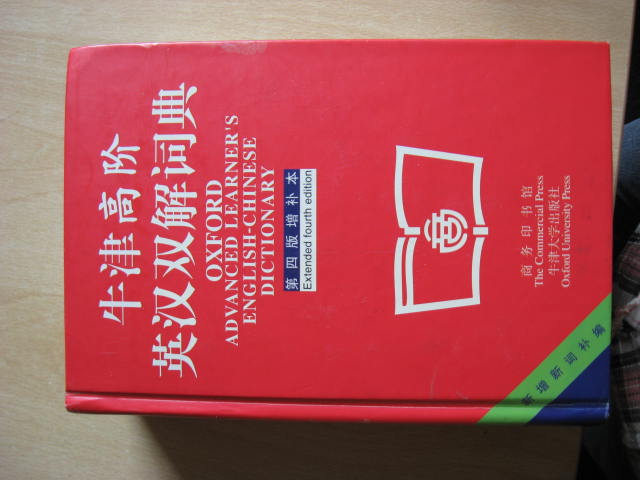 牛津高阶
英汉双解词典
OXFORD
ADVANCED LEARNER'S
ENGLISH-CHINESE
DICTIONARY
第四版增补本
Extended fourth edition
商务印书馆
The Commercial Press
牛津大学出版社
Oxford University Press
新增新词补编